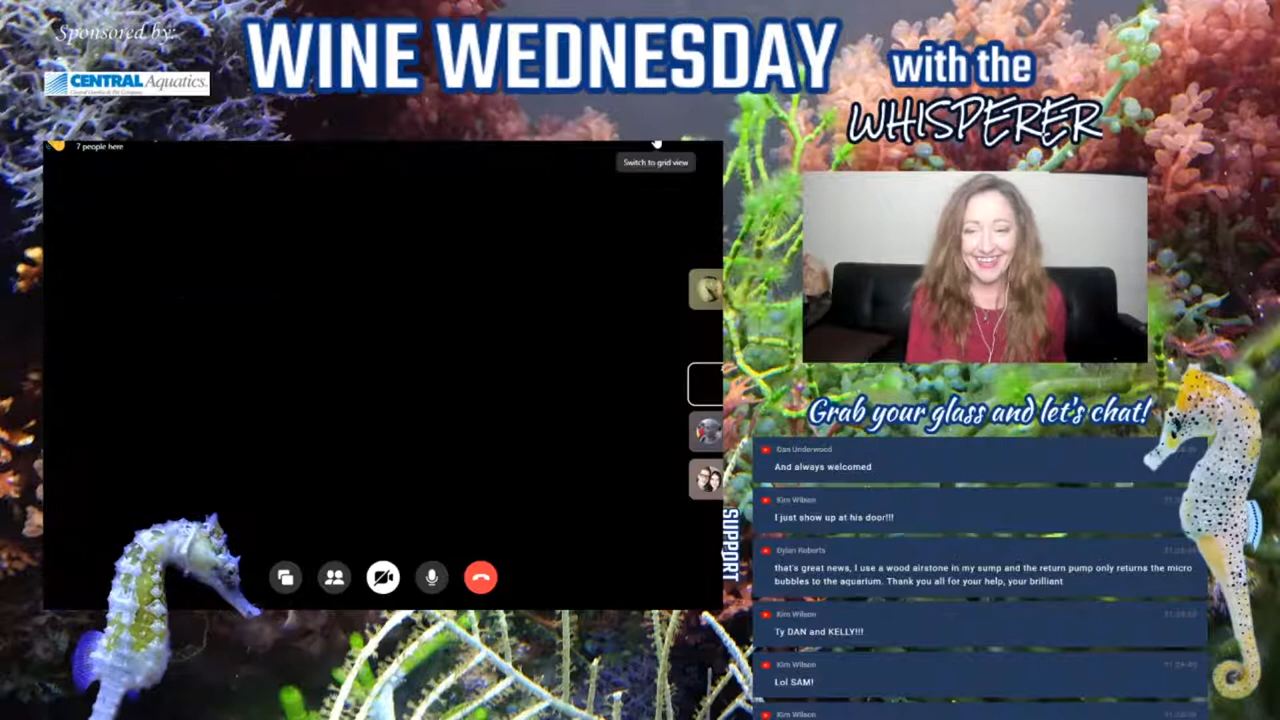 Sponsored by:
CENTRAL Aquatics
Central Garden & Pet Company
WINE WEDNESDAY
with the
WHISPERER
7 people here
Switch to grid view
Grab your glass and let's chat!
Dan Underwood
And always welcomed
Kim Wilson
I just show up at his door!!!
Dylan Roberts
that's great news, I use a wood airstone in my sump and the return pump only returns the micro
bubbles to the aquarium. Thank you all for your help, your brilliant
Kim Wilson
Ty DAN and KELLY!!!
Kim Wilson
Lol SAM!
Kim Wilson
SUPPORT